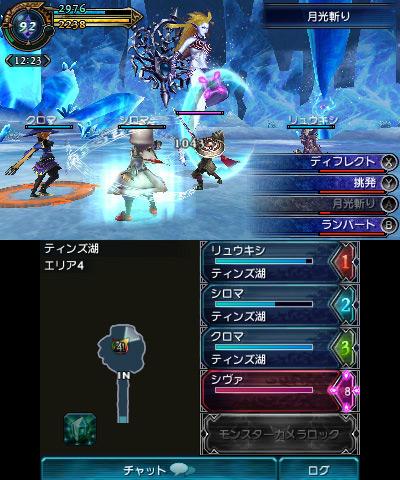 2976
92
2238
12:23
月光斬り
クロマ
シロマ
リュウキシ
104
ディフレクト X
挑発 Y
月光斬り A
ランパート B
ティンズ湖
エリア4
IN
リュウキシ
ティンズ湖
1
シロマ
ティンズ湖
2
クロマ
ティンズ湖
3
シヴァ
8
モンスターカメラロック
チャット
ログ